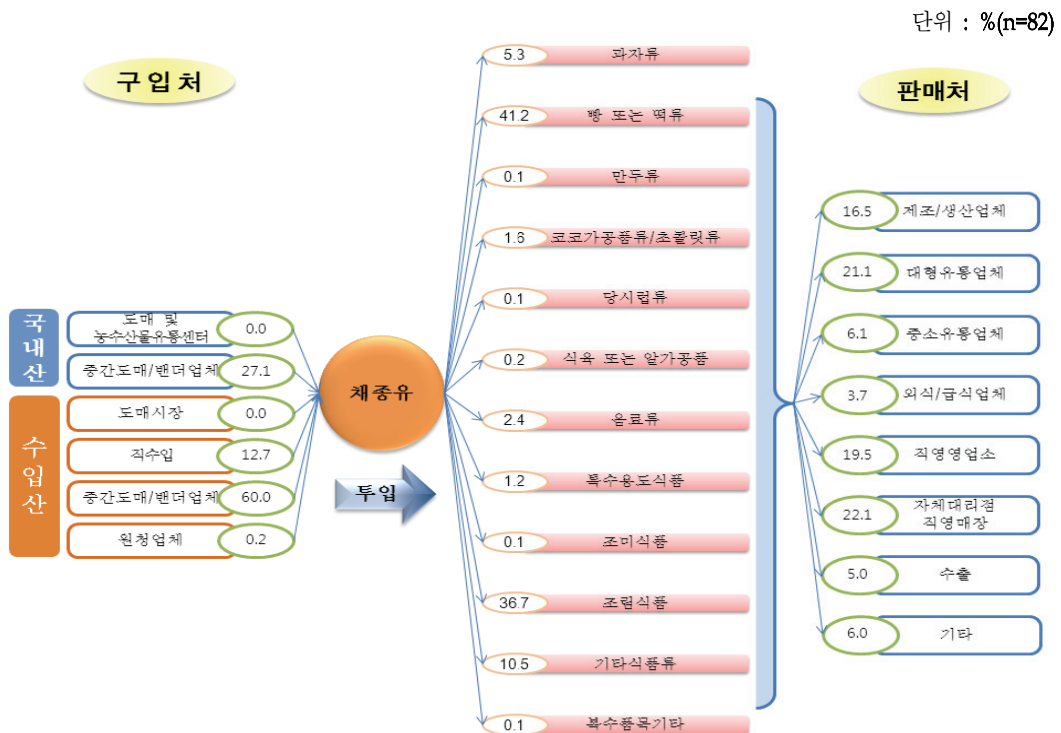 단위 : %(n=82)
구입처
판매처
국내산
도매 및
농수산물유통센터
0.0
중간도매/밴더업체
27.1
수입산
도매시장
0.0
직수입
12.7
중간도매/밴더업체
60.0
원청업체
0.2
채종유
투입
5.3
과자류
41.2
빵 또는 떡류
0.1
만두류
1.6
코코가공품류/초콜릿류
0.1
당시럽류
0.2
식육 또는 알가공품
2.4
음료류
1.2
복수용도식품
0.1
조미식품
36.7
조림식품
10.5
기타식품류
0.1
복수품목기타
16.5
제조/생산업체
21.1
대형유통업체
6.1
중소유통업체
3.7
외식/급식업체
19.5
직영영업소
22.1
자체대리점
직영매장
5.0
수출
6.0
기타